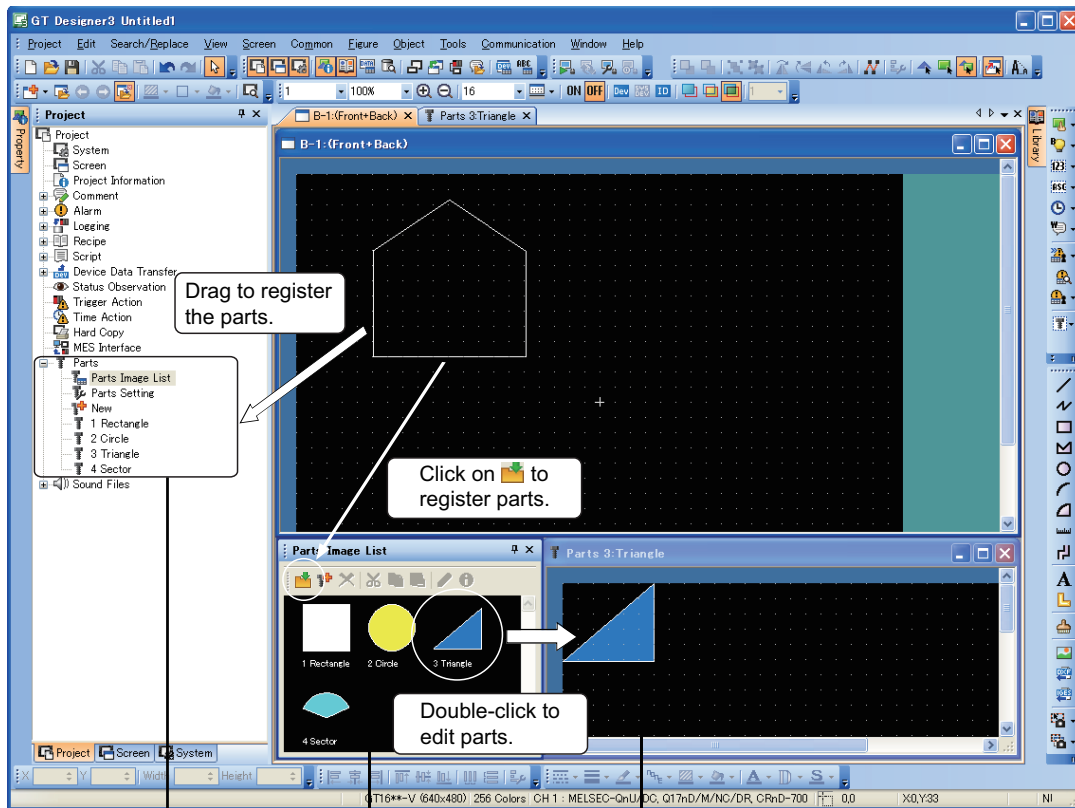 GT Designer3 Untitled1
Project Edit Search/Replace View Screen Common Figure Object Tools Communication Window Help
1 100% 16 ON OFF Dev ID 1
Project
B-1:(Front+Back) Parts 3:Triangle
Property
Library
B-1:(Front+Back)
Project
System
Screen
Project Information
Comment
Alarm
Logging
Recipe
Script
Device Data Transfer
Status Observation
Trigger Action
Time Action
Hard Copy
MES Interface
Parts
Parts Image List
Parts Setting
New
1 Rectangle
2 Circle
3 Triangle
4 Sector
Sound Files
Drag to register
the parts.
Click on to
register parts.
Parts Image List
Parts 3:Triangle
1 Rectangle
2 Circle
3 Triangle
4 Sector
Double-click to
edit parts.
Project Screen System
X Y Width Height
GT16**-V (640x480) 256 Colors CH 1 : MELSEC-QnU/DC, Q17nD/M/NC/DR, CRnD-700 0,0 X:0,Y:33 NI